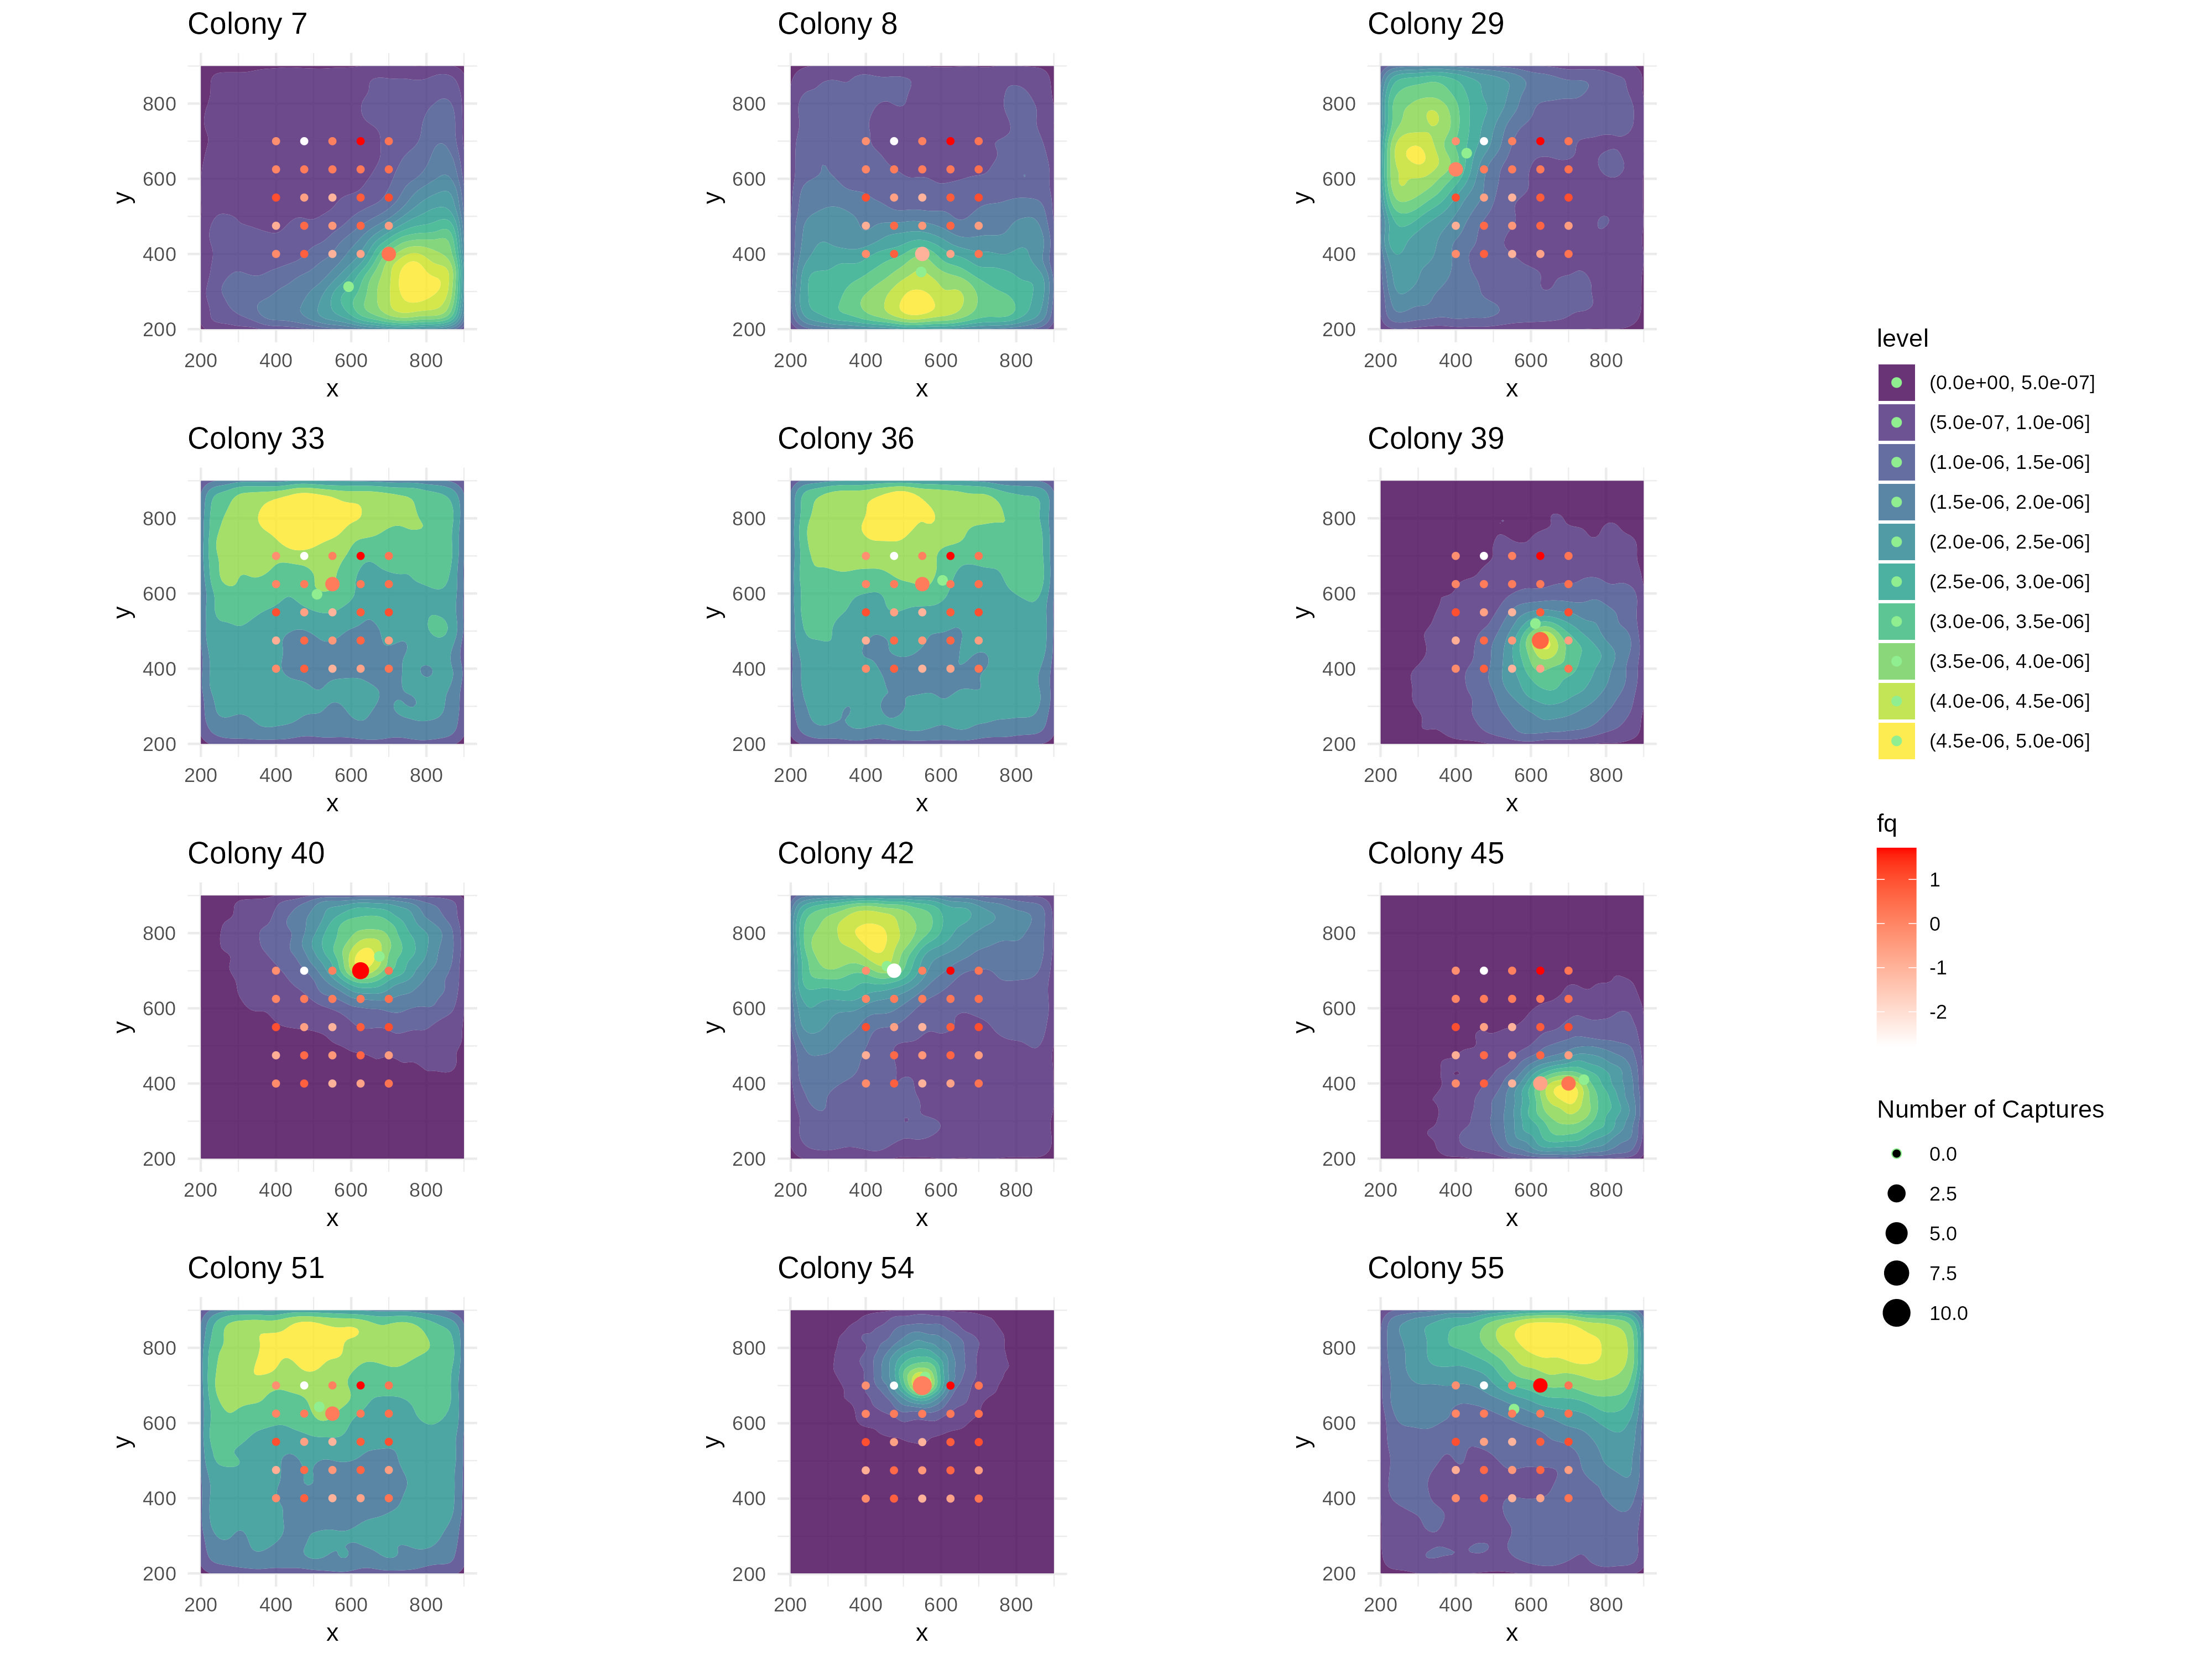 Colony 7
Colony 8
Colony 29
800
600
400
200
200 400 600 800
x
y
800
600
400
200
200 400 600 800
x
y
800
600
400
200
200 400 600 800
x
y
Colony 33
Colony 36
Colony 39
800
600
400
200
200 400 600 800
x
y
800
600
400
200
200 400 600 800
x
y
800
600
400
200
200 400 600 800
x
y
Colony 40
Colony 42
Colony 45
800
600
400
200
200 400 600 800
x
y
800
600
400
200
200 400 600 800
x
y
800
600
400
200
200 400 600 800
x
y
Colony 51
Colony 54
Colony 55
800
600
400
200
200 400 600 800
x
y
800
600
400
200
200 400 600 800
x
y
800
600
400
200
200 400 600 800
x
y
level
(0.0e+00, 5.0e-07]
(5.0e-07, 1.0e-06]
(1.0e-06, 1.5e-06]
(1.5e-06, 2.0e-06]
(2.0e-06, 2.5e-06]
(2.5e-06, 3.0e-06]
(3.0e-06, 3.5e-06]
(3.5e-06, 4.0e-06]
(4.0e-06, 4.5e-06]
(4.5e-06, 5.0e-06]
fq
1
0
-1
-2
Number of Captures
0.0
2.5
5.0
7.5
10.0